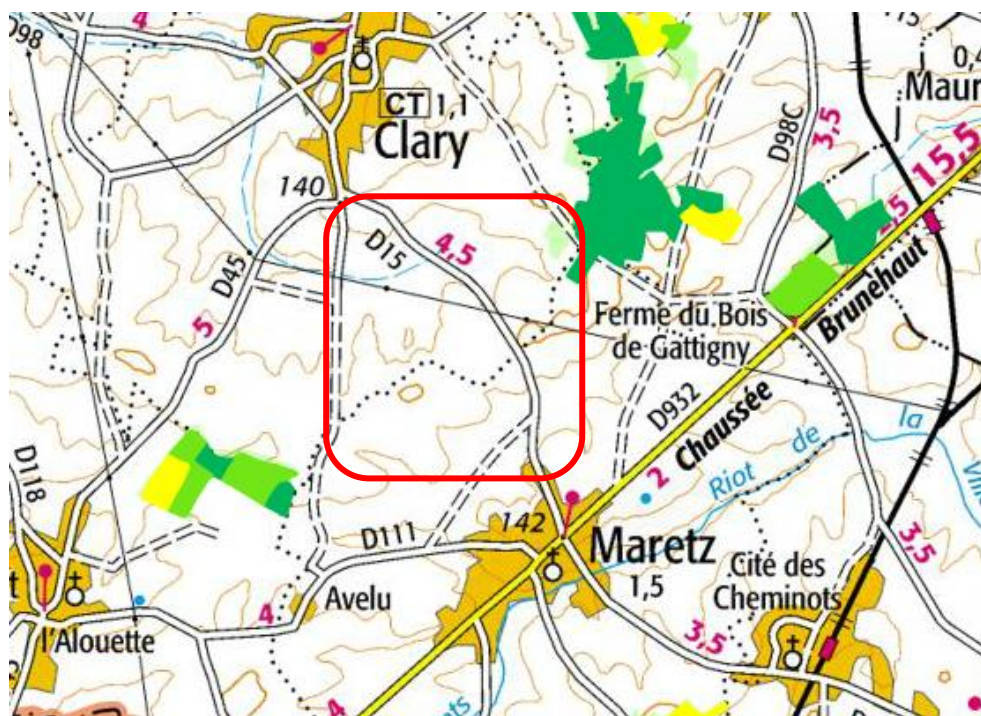 4
D98
CT 1,1
Clary
140
D15
4,5
D45
5
D98C
3,5
0,4
Maur
15,5
2,5
Ferme du Bois
de Gattigny
Brunehaut
D932
Chaussée
2
Riot de la
D118
D111
142
Maretz
1,5
Avelu
4
l'Alouette
Cité des
Cheminots
3,5
3,5
4